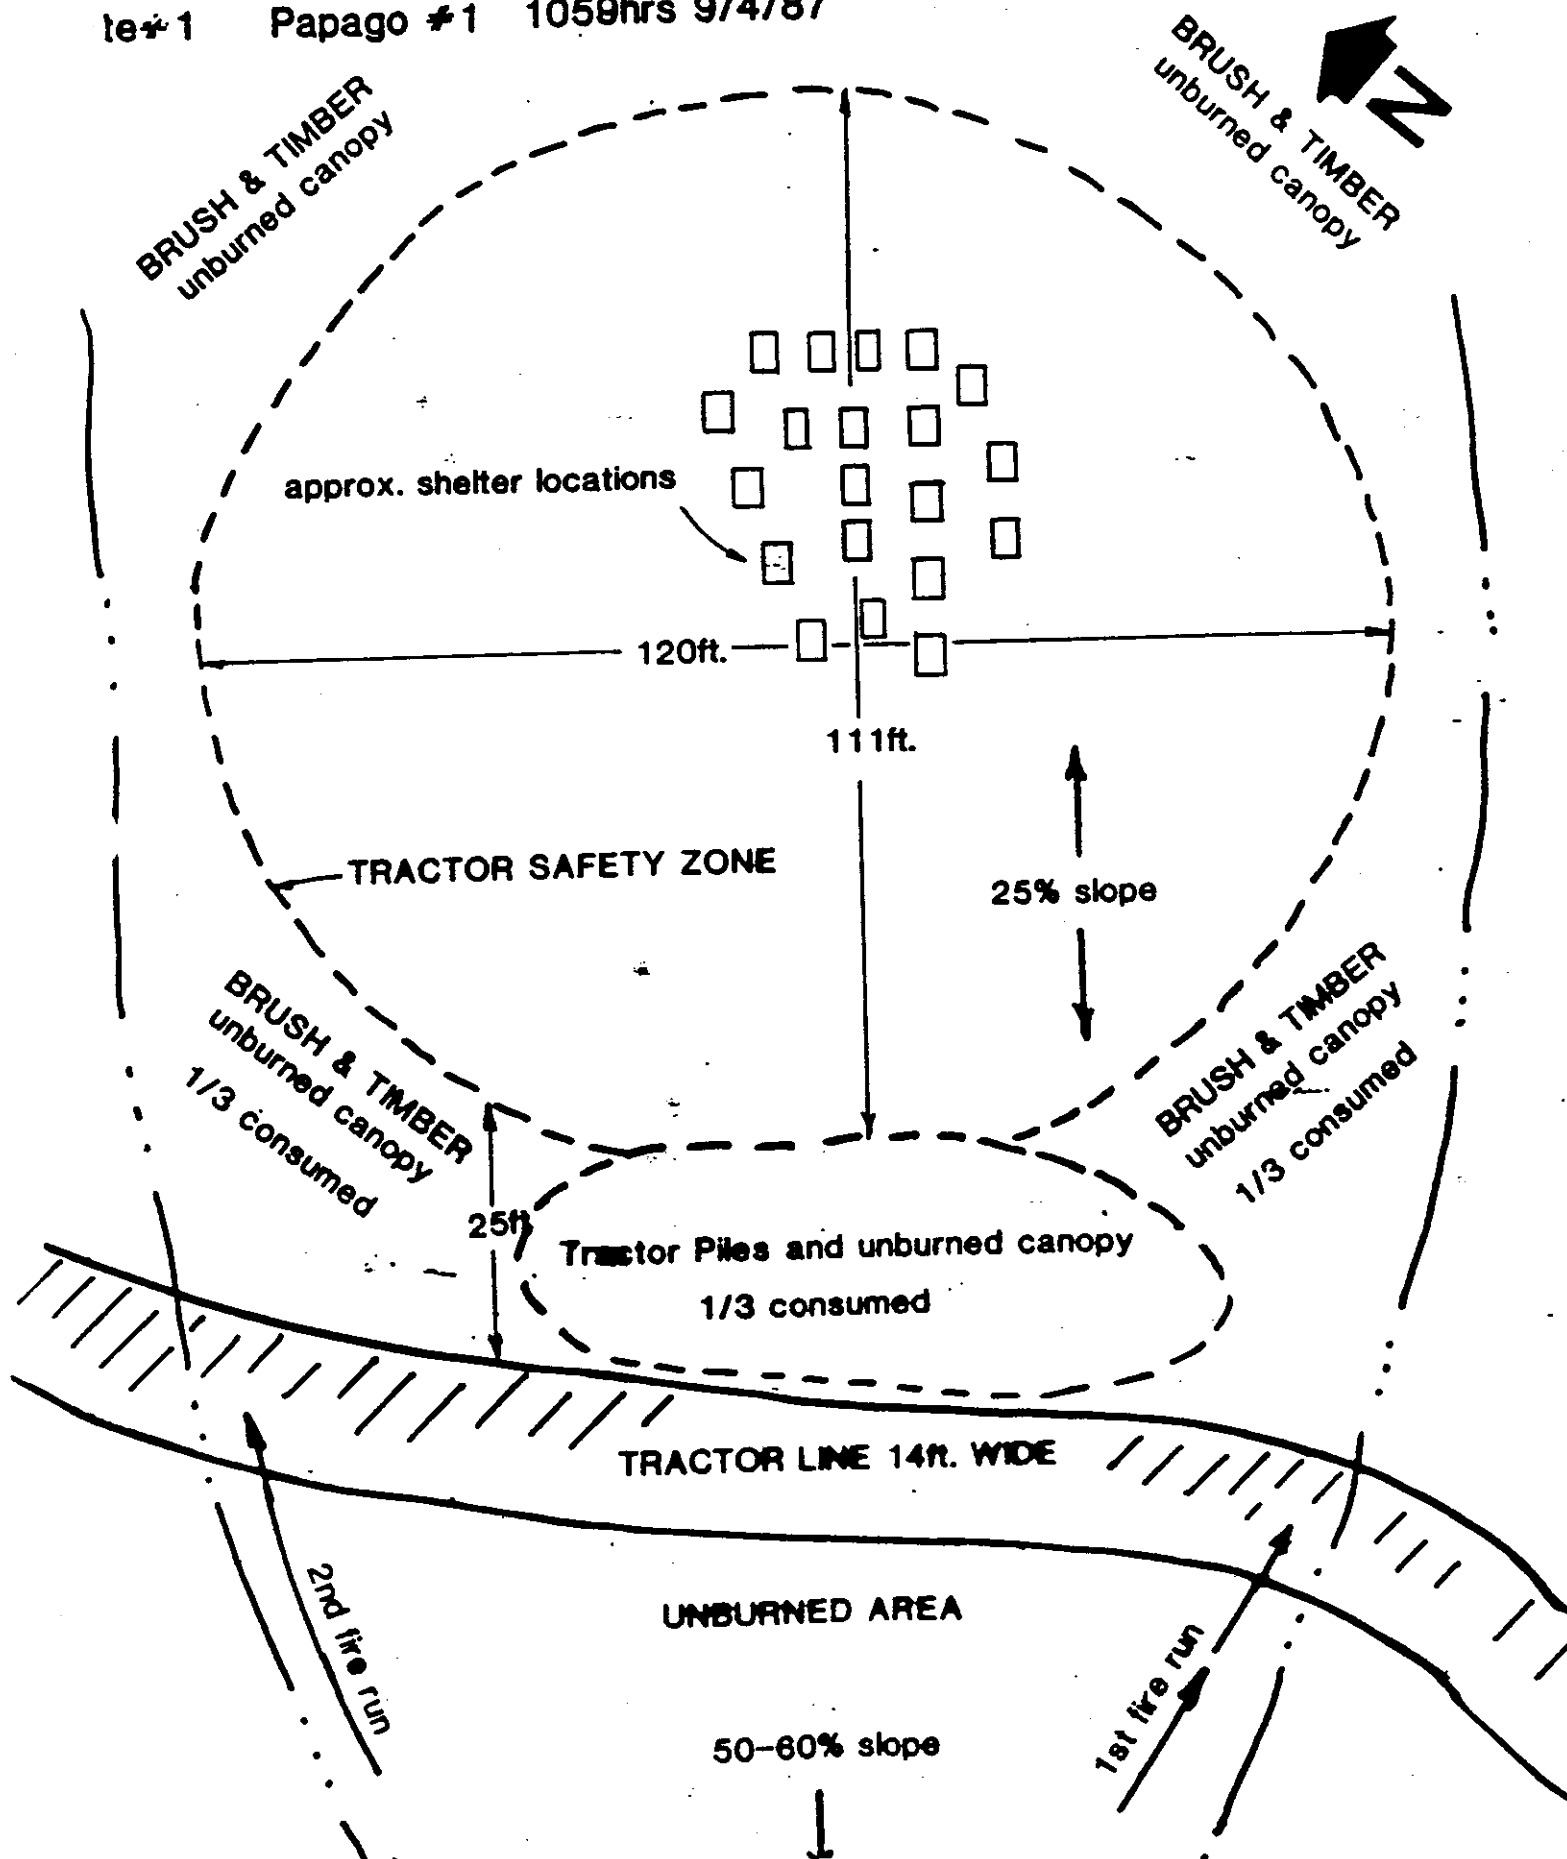 te#1 Papago #1 1059hrs 9/4/87
BRUSH & TIMBER
unburned canopy
BRUSH & TIMBER
unburned canopy
N
approx. shelter locations
120ft.
111ft.
TRACTOR SAFETY ZONE
25% slope
BRUSH & TIMBER
unburned canopy
1/3 consumed
BRUSH & TIMBER
unburned canopy
1/3 consumed
25ft
Tractor Piles and unburned canopy
1/3 consumed
TRACTOR LINE 14ft. WIDE
UNBURNED AREA
2nd fire run
1st fire run
50-60% slope